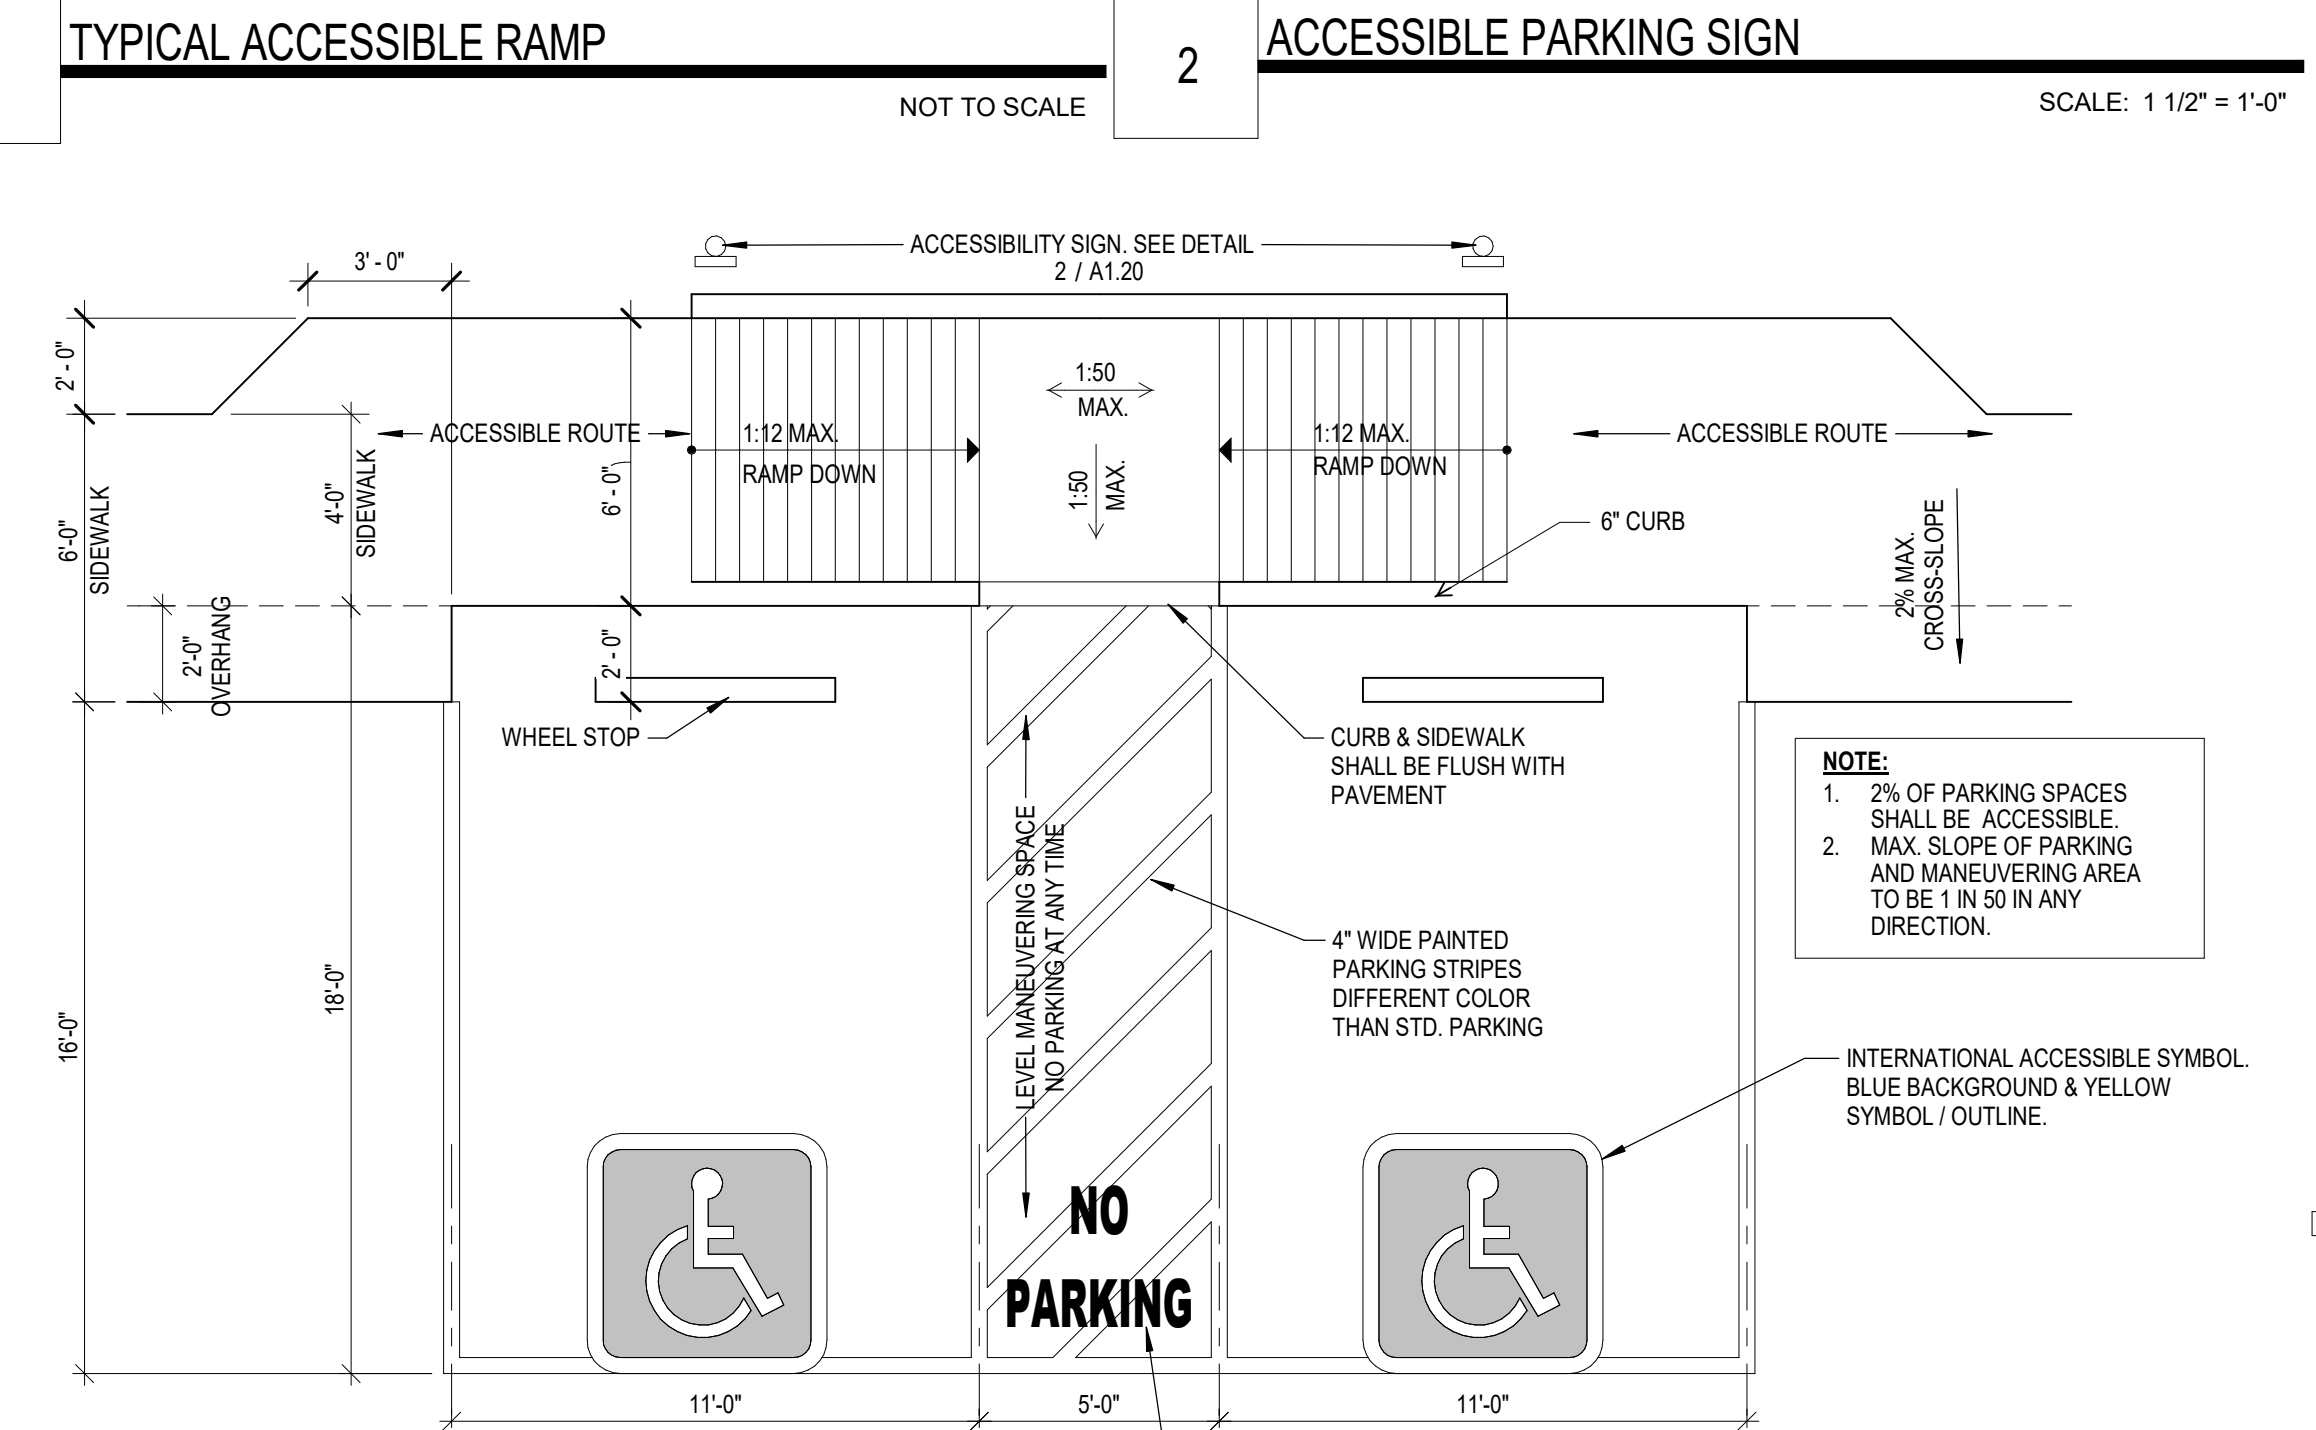 TYPICAL ACCESSIBLE RAMP
NOT TO SCALE
2
ACCESSIBLE PARKING SIGN
SCALE: 1 1/2" = 1'-0"
ACCESSIBILITY SIGN. SEE DETAIL
2 / A1.20
3' - 0"
2' - 0"
6'-0"
SIDEWALK
4'-0"
SIDEWALK
ACCESSIBLE ROUTE
6' - 0"
1:12 MAX.
RAMP DOWN
1:50
MAX.
1:50
MAX.
1:12 MAX.
RAMP DOWN
ACCESSIBLE ROUTE
6" CURB
2% MAX.
CROSS-SLOPE
2'-0"
OVERHANG
2' - 0"
WHEEL STOP
CURB & SIDEWALK
SHALL BE FLUSH WITH
PAVEMENT
NOTE:
1. 2% OF PARKING SPACES
SHALL BE ACCESSIBLE.
2. MAX. SLOPE OF PARKING
AND MANEUVERING AREA
TO BE 1 IN 50 IN ANY
DIRECTION.
LEVEL MANEUVERING SPACE
NO PARKING AT ANY TIME
4" WIDE PAINTED
PARKING STRIPES
DIFFERENT COLOR
THAN STD. PARKING
16'-0"
18'-0"
INTERNATIONAL ACCESSIBLE SYMBOL.
BLUE BACKGROUND & YELLOW
SYMBOL / OUTLINE.
NO
PARKING
11'-0"
5'-0"
11'-0"